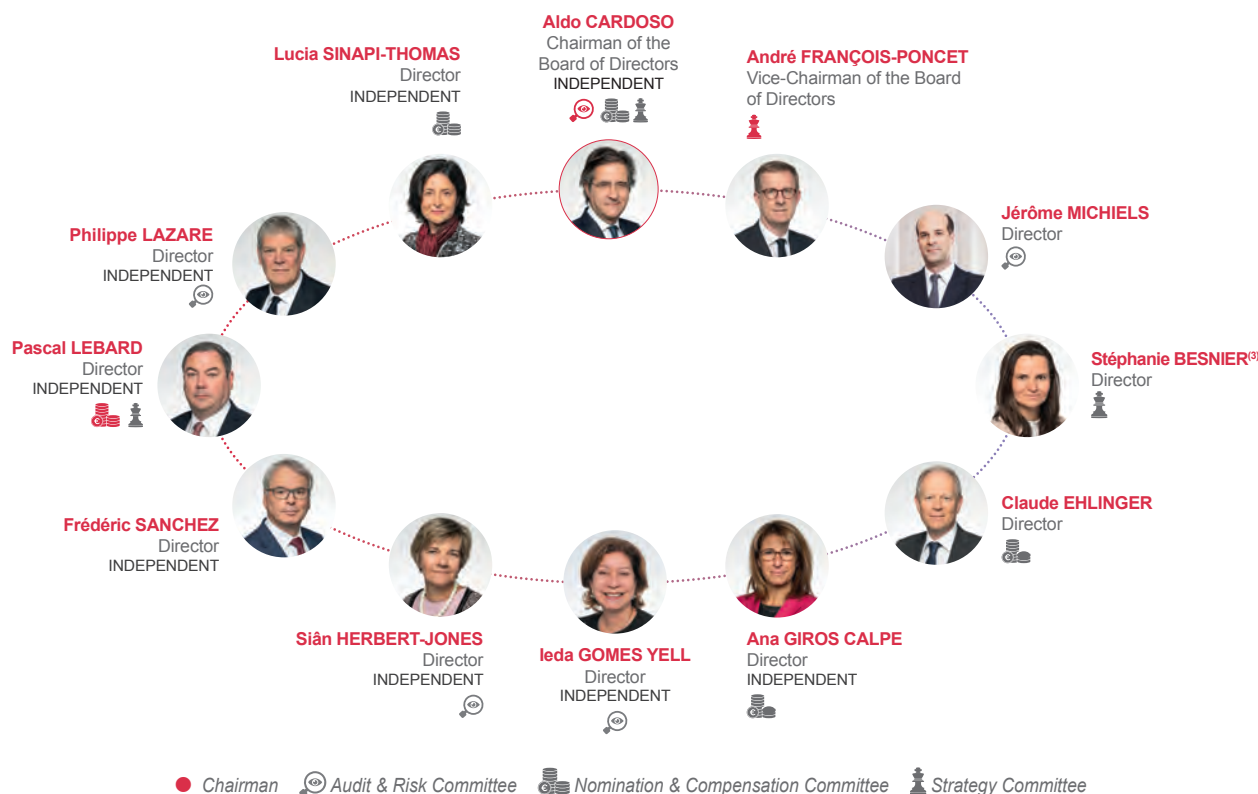 Aldo CARDOSO
Chairman of the
Board of Directors
INDEPENDENT
Lucia SINAPI-THOMAS
Director
INDEPENDENT
André FRANÇOIS-PONCET
Vice-Chairman of the Board
of Directors
Philippe LAZARE
Director
INDEPENDENT
Jérôme MICHIELS
Director
Pascal LEBARD
Director
INDEPENDENT
Stéphanie BESNIER(3)
Director
Frédéric SANCHEZ
Director
INDEPENDENT
Claude EHLINGER
Director
Siân HERBERT-JONES
Director
INDEPENDENT
Ieda GOMES YELL
Director
INDEPENDENT
Ana GIROS CALPE
Director
INDEPENDENT
Chairman Audit & Risk Committee Nomination & Compensation Committee Strategy Committee